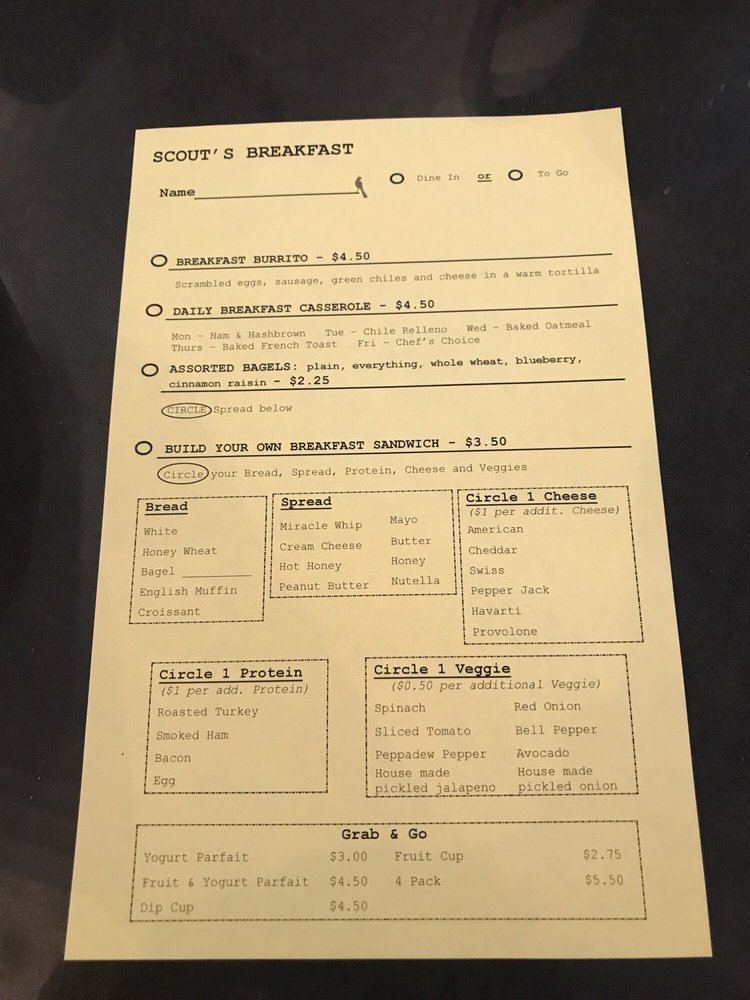 SCOUT'S BREAKFAST
Name Dine In or To Go
BREAKFAST BURRITO - $4.50
Scrambled eggs, sausage, green chiles and cheese in a warm tortilla
DAILY BREAKFAST CASSEROLE - $4.50
Mon - Ham & Hashbrown Tue - Chile Relleno Wed - Baked Oatmeal
Thurs - Baked French Toast Fri - Chef's Choice
ASSORTED BAGELS: plain, everything, whole wheat, blueberry,
cinnamon raisin - $2.25
CIRCLE Spread below
BUILD YOUR OWN BREAKFAST SANDWICH - $3.50
Circle your Bread, Spread, Protein, Cheese and Veggies
Bread
White
Honey Wheat
Bagel ___________
English Muffin
Croissant
Spread
Miracle Whip Mayo
Cream Cheese Butter
Hot Honey Honey
Peanut Butter Nutella
Circle 1 Cheese
($1 per addit. Cheese)
American
Cheddar
Swiss
Pepper Jack
Havarti
Provolone
Circle 1 Protein
($1 per add. Protein)
Roasted Turkey
Smoked Ham
Bacon
Egg
Circle 1 Veggie
($0.50 per additional Veggie)
Spinach Red Onion
Sliced Tomato Bell Pepper
Peppadew Pepper Avocado
House made House made
pickled jalapeno pickled onion
Grab & Go
Yogurt Parfait $3.00 Fruit Cup $2.75
Fruit & Yogurt Parfait $4.50 4 Pack $5.50
Dip Cup $4.50